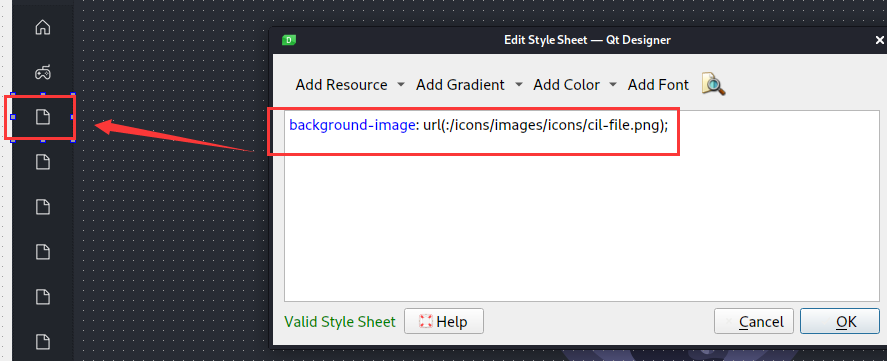 Edit Style Sheet — Qt Designer
Add Resource Add Gradient Add Color Add Font
background-image: url(:/icons/images/icons/cil-file.png);
Valid Style Sheet Help Cancel OK